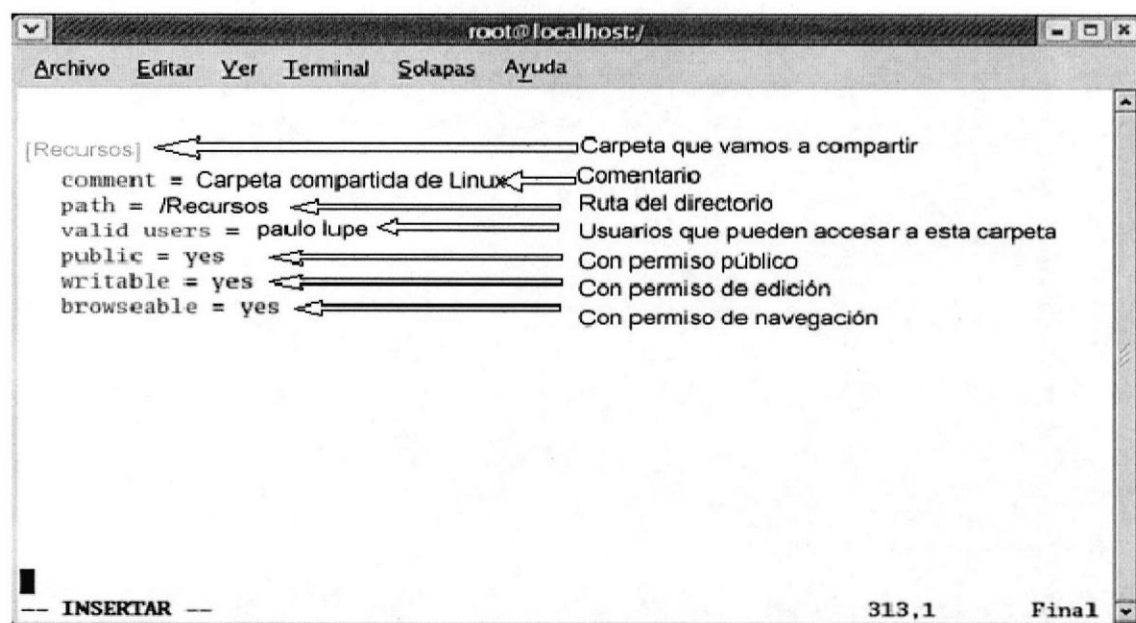 root@localhost:/
Archivo Editar Ver Terminal Solapas Ayuda
[Recursos] Carpeta que vamos a compartir
comment = Carpeta compartida de Linux Comentario
path = /Recursos Ruta del directorio
valid users = paulo lupe Usuarios que pueden accesar a esta carpeta
public = yes Con permiso público
writable = yes Con permiso de edición
browseable = yes Con permiso de navegación
-- INSERTAR -- 313,1 Final